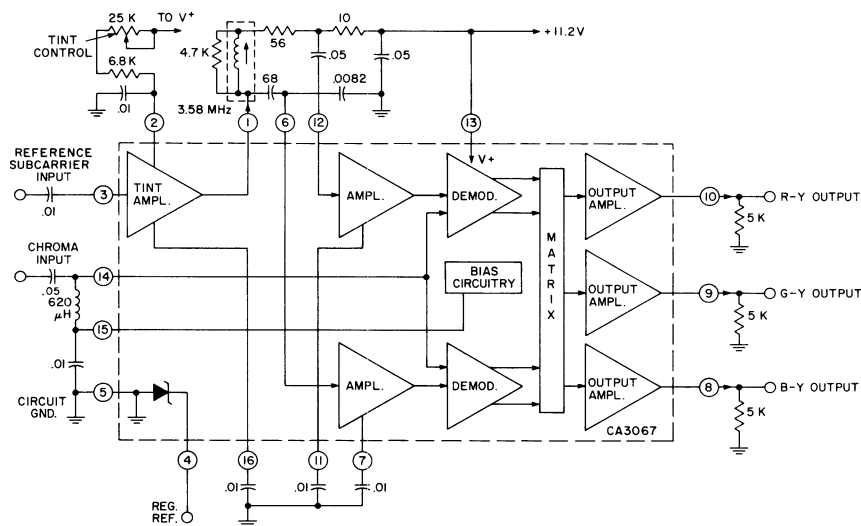 25 K
TO V+
TINT
CONTROL
6.8 K
.01
4.7 K
56
10
+11.2V
.05
.05
68
.0082
3.58 MHz
2
1
6
12
13
V+
REFERENCE
SUBCARRIER
INPUT
.01
3
TINT
AMPL.
AMPL.
DEMOD.
OUTPUT
AMPL.
10
R-Y OUTPUT
5 K
CHROMA
INPUT
.05
14
620
μH
15
BIAS
CIRCUITRY
MATRIX
OUTPUT
AMPL.
9
G-Y OUTPUT
5 K
.01
5
CIRCUIT
GND.
AMPL.
DEMOD.
OUTPUT
AMPL.
8
B-Y OUTPUT
5 K
CA3067
4
16
11
7
.01
.01
.01
REG.
REF.